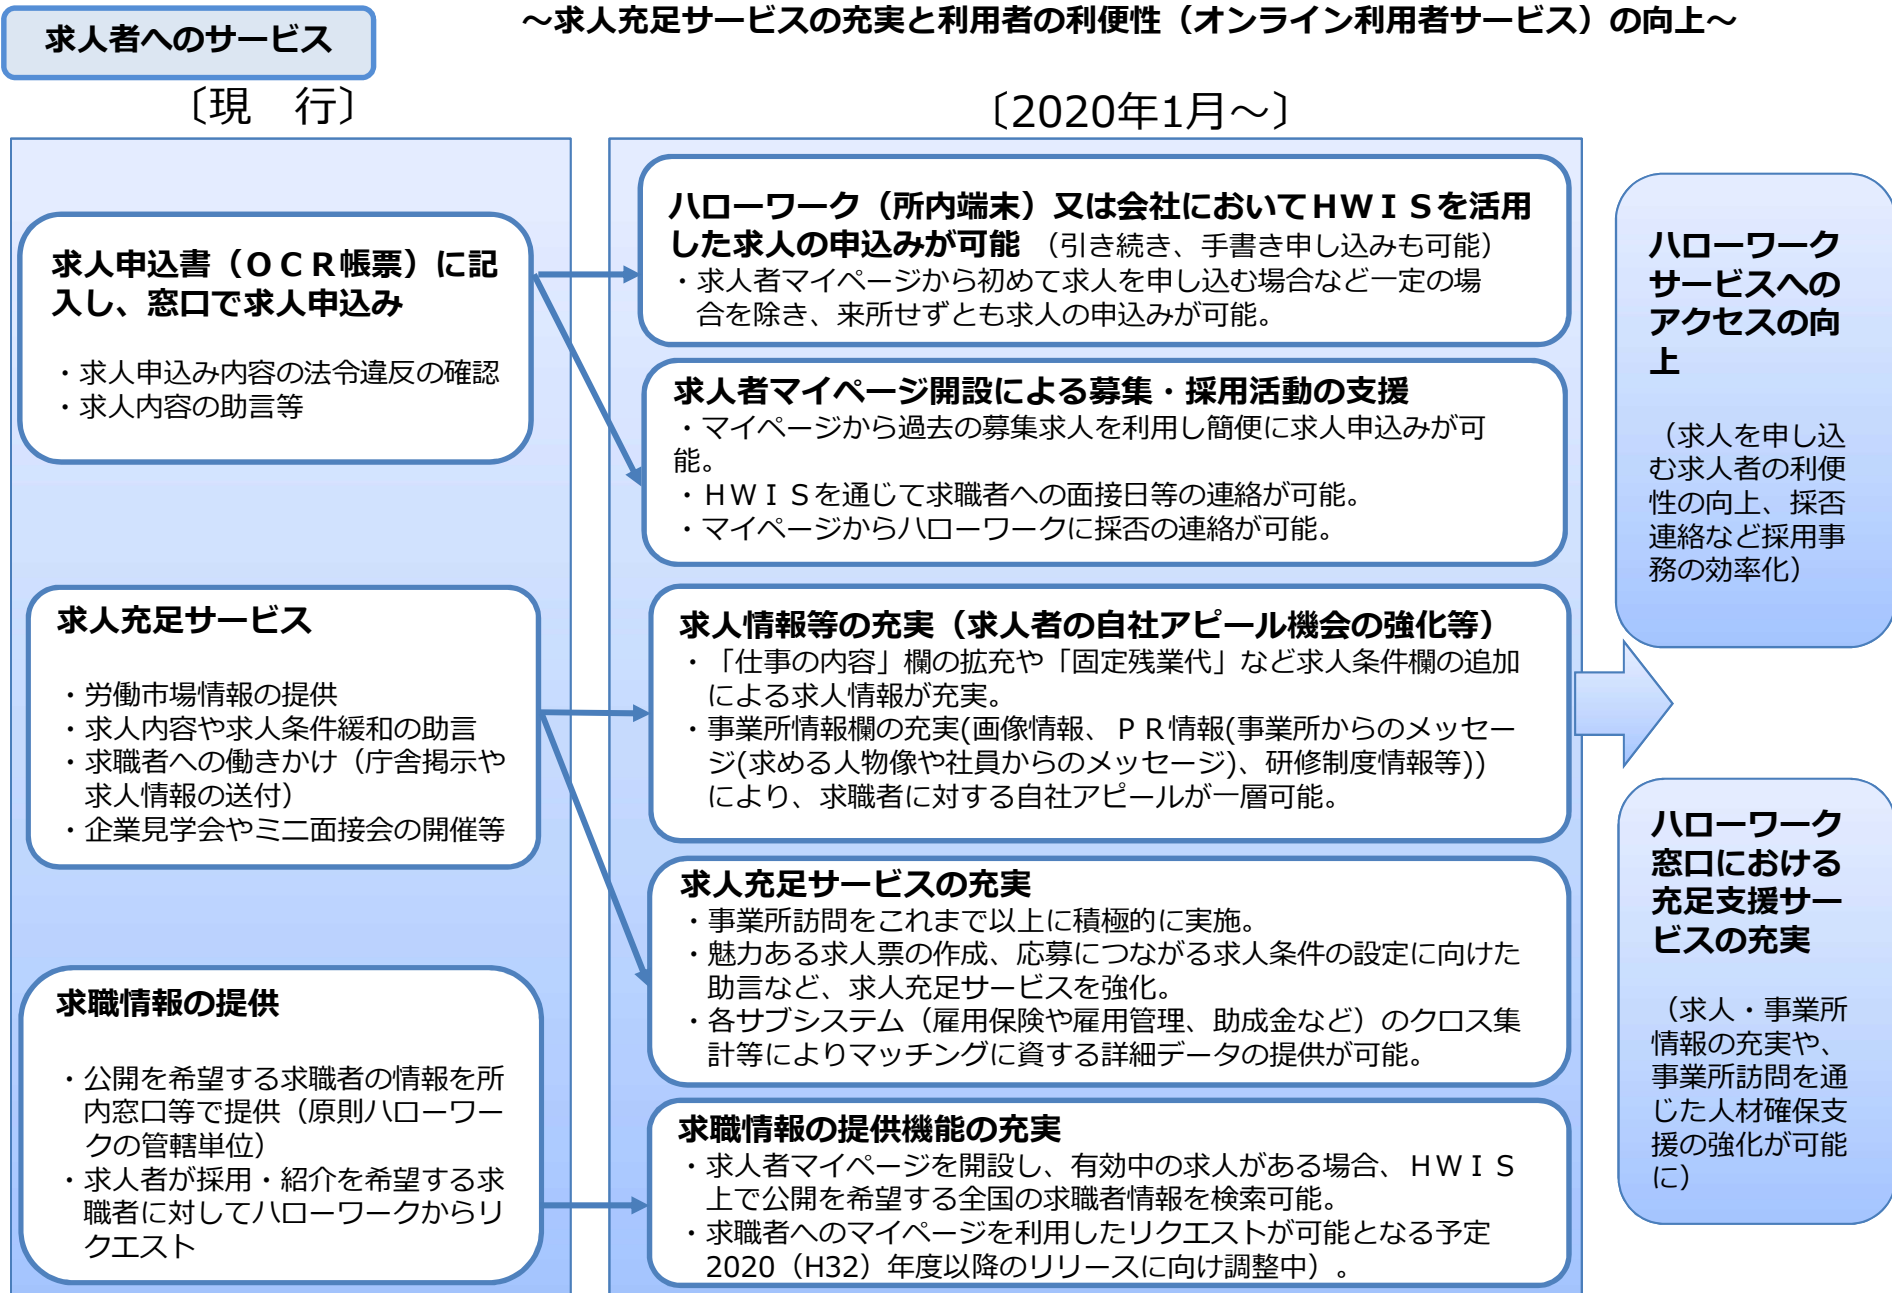 求人者へのサービス
～求人充足サービスの充実と利用者の利便性（オンライン利用者サービス）の向上～
〔現　行〕
〔2020年1月～〕
求人申込書（ＯＣＲ帳票）に記
入し、窓口で求人申込み
・求人申込み内容の法令違反の確認
・求人内容の助言等
求人充足サービス
・労働市場情報の提供
・求人内容や求人条件緩和の助言
・求職者への働きかけ（庁舎掲示や
求人情報の送付）
・企業見学会やミニ面接会の開催等
求職情報の提供
・公開を希望する求職者の情報を所
内窓口等で提供（原則ハローワー
クの管轄単位）
・求人者が採用・紹介を希望する求
職者に対してハローワークからリ
クエスト
ハローワーク（所内端末）又は会社においてＨＷＩＳを活用
した求人の申込みが可能　（引き続き、手書き申し込みも可能）
・求人者マイページから初めて求人を申し込む場合など一定の場
合を除き、来所せずとも求人の申込みが可能。
求人者マイページ開設による募集・採用活動の支援
・マイページから過去の募集求人を利用し簡便に求人申込みが可
能。
・ＨＷＩＳを通じて求職者への面接日等の連絡が可能。
・マイページからハローワークに採否の連絡が可能。
求人情報等の充実（求人者の自社アピール機会の強化等）
・「仕事の内容」欄の拡充や「固定残業代」など求人条件欄の追加
による求人情報が充実。
・事業所情報欄の充実(画像情報、ＰＲ情報(事業所からのメッセー
ジ(求める人物像や社員からのメッセージ)、研修制度情報等))
により、求職者に対する自社アピールが一層可能。
求人充足サービスの充実
・事業所訪問をこれまで以上に積極的に実施。
・魅力ある求人票の作成、応募につながる求人条件の設定に向けた
助言など、求人充足サービスを強化。
・各サブシステム（雇用保険や雇用管理、助成金など）のクロス集
計等によりマッチングに資する詳細データの提供が可能。
求職情報の提供機能の充実
・求人者マイページを開設し、有効中の求人がある場合、ＨＷＩＳ
上で公開を希望する全国の求職者情報を検索可能。
・求職者へのマイページを利用したリクエストが可能となる予定
2020（H32）年度以降のリリースに向け調整中）。
ハローワーク
サービスへの
アクセスの向
上
（求人を申し込
む求人者の利便
性の向上、採否
連絡など採用事
務の効率化）
ハローワーク
窓口における
充足支援サー
ビスの充実
（求人・事業所
情報の充実や、
事業所訪問を通
じた人材確保支
援の強化が可能
に）